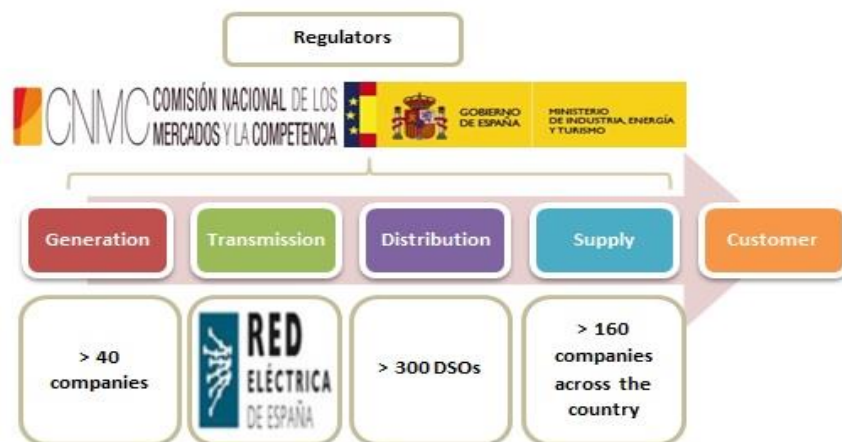 Regulators
CNMC
COMISIÓN NACIONAL DE LOS
MERCADOS Y LA COMPETENCIA
GOBIERNO
DE ESPAÑA
MINISTERIO
DE INDUSTRIA, ENERGÍA
Y TURISMO
Generation
Transmission
Distribution
Supply
Customer
> 40
companies
RED
ELÉCTRICA
DE ESPAÑA
> 300 DSOs
> 160
companies
across the
country